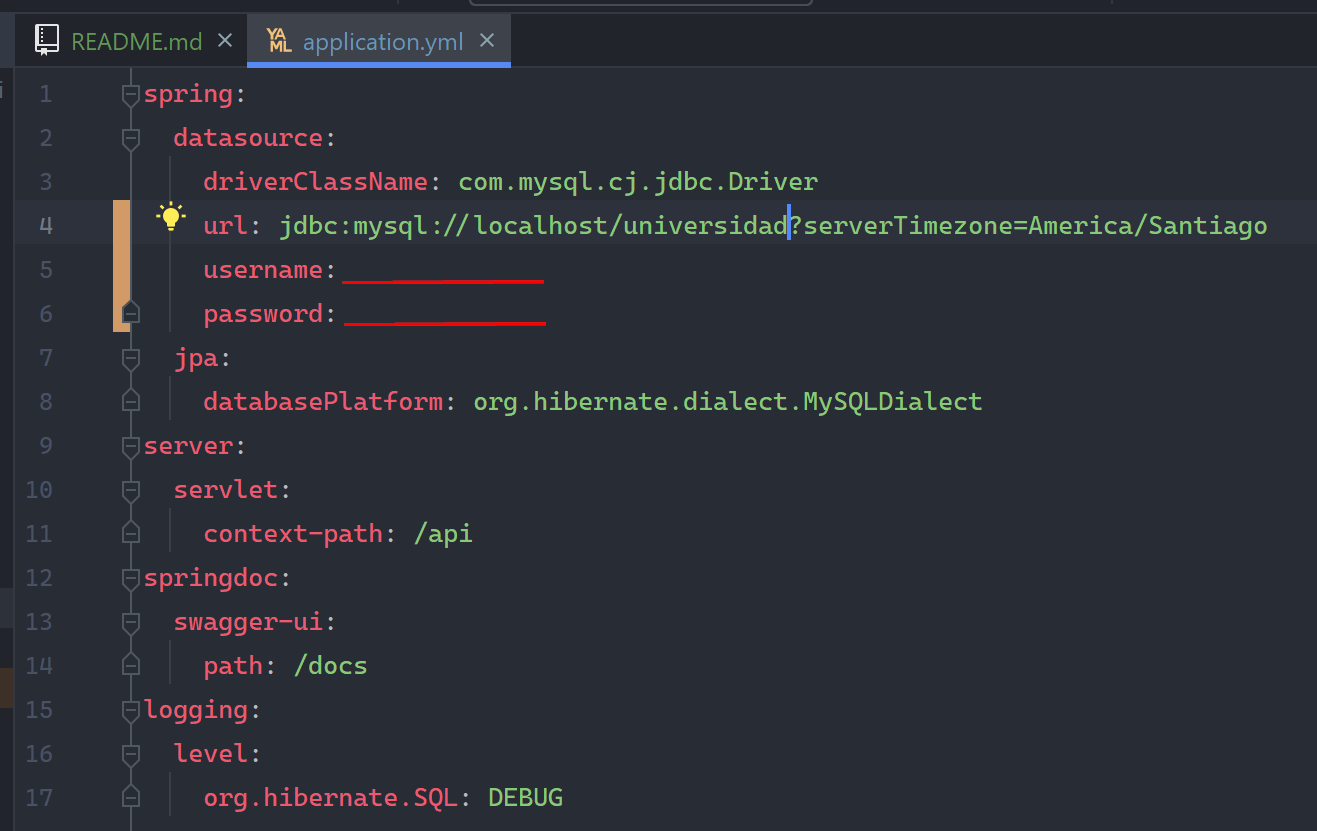 README.md
YA
ML
application.yml
1 spring:
2 datasource:
3 driverClassName: com.mysql.cj.jdbc.Driver
4 url: jdbc:mysql://localhost/universidad?serverTimezone=America/Santiago
5 username:
6 password:
7 jpa:
8 databasePlatform: org.hibernate.dialect.MySQLDialect
9 server:
10 servlet:
11 context-path: /api
12 springdoc:
13 swagger-ui:
14 path: /docs
15 logging:
16 level:
17 org.hibernate.SQL: DEBUG